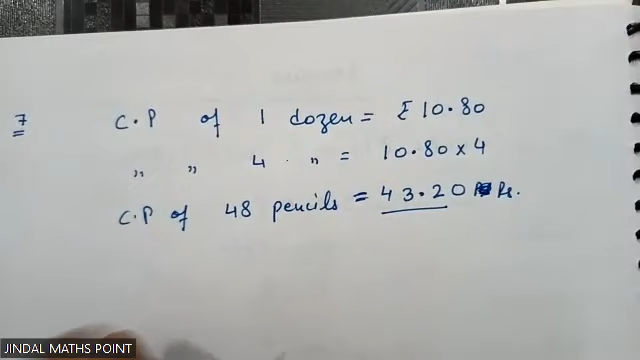 7 C.P of 1 dozen = ₹ 10.80
" " 4 " = 10.80 x 4
C.P of 48 pencils = 43.20 Rs.
JINDAL MATHS POINT